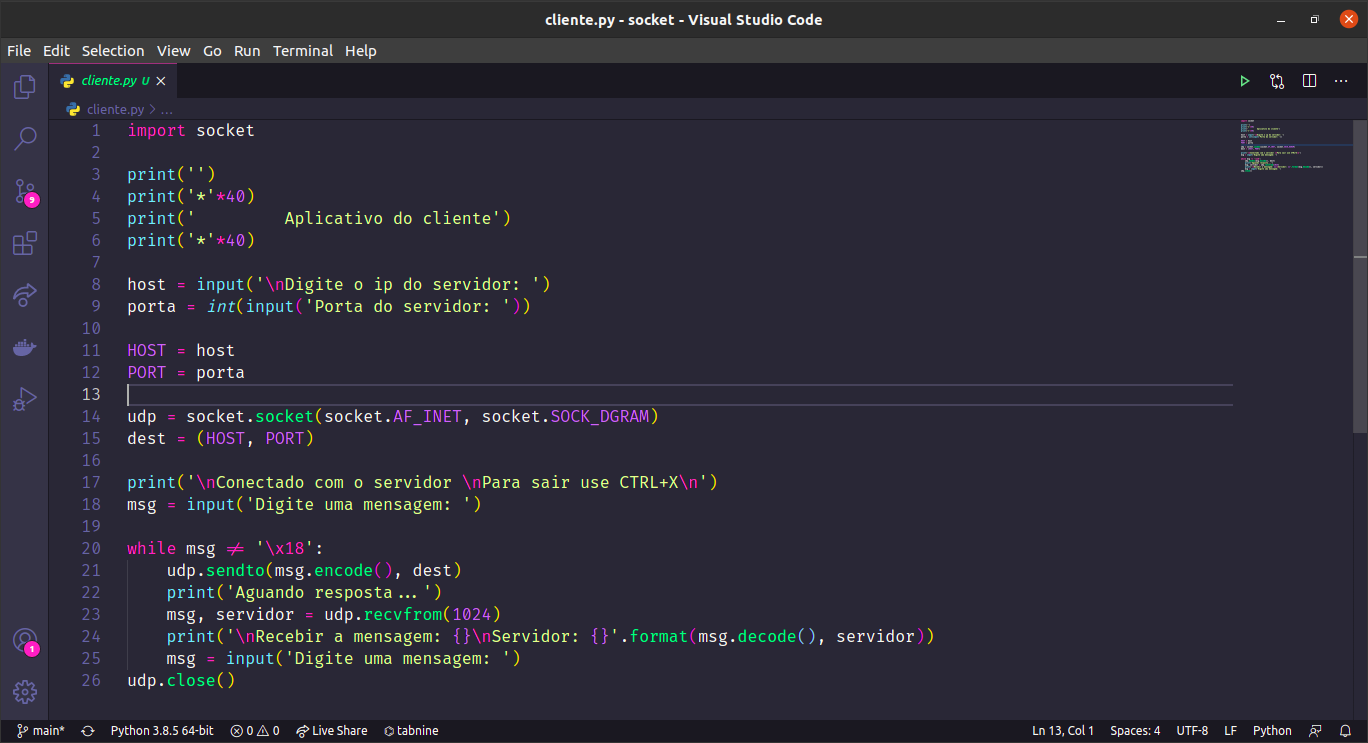 cliente.py - socket - Visual Studio Code
File Edit Selection View Go Run Terminal Help
cliente.py U
cliente.py > ...
1 import socket
2
3 print('')
4 print('*'*40)
5 print('         Aplicativo do cliente')
6 print('*'*40)
7
8 host = input('\nDigite o ip do servidor: ')
9 porta = int(input('Porta do servidor: '))
10
11 HOST = host
12 PORT = porta
13
14 udp = socket.socket(socket.AF_INET, socket.SOCK_DGRAM)
15 dest = (HOST, PORT)
16
17 print('\nConectado com o servidor \nPara sair use CTRL+X\n')
18 msg = input('Digite uma mensagem: ')
19
20 while msg != '\x18':
21     udp.sendto(msg.encode(), dest)
22     print('Aguando resposta...')
23     msg, servidor = udp.recvfrom(1024)
24     print('\nRecebir a mensagem: {}\nServidor: {}'.format(msg.decode(), servidor))
25     msg = input('Digite uma mensagem: ')
26 udp.close()
9
1
main* Python 3.8.5 64-bit 0 0 Live Share tabnine Ln 13, Col 1 Spaces: 4 UTF-8 LF Python